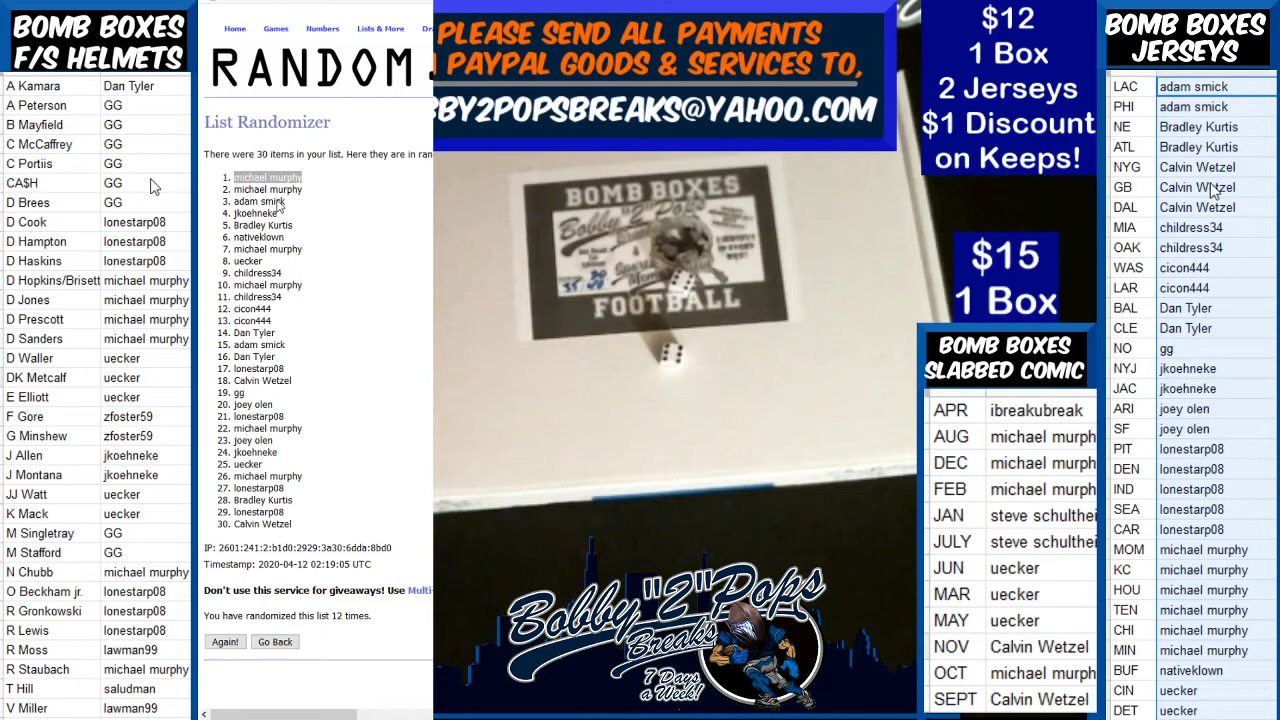 BOMB BOXES
F/S HELMETS
A Kamara Dan Tyler
A Peterson GG
B Mayfield GG
C McCaffrey GG
C Portiis GG
CA$H GG
D Brees GG
D Cook lonestarp08
D Hampton lonestarp08
D Haskins lonestarp08
D Hopkins/Brisett michael murphy
D Jones michael murphy
D Prescott michael murphy
D Sanders michael murphy
D Waller uecker
DK Metcalf uecker
E Elliott uecker
F Gore zfoster59
G Minshew zfoster59
J Allen jkoehneke
J Montana jkoehneke
JJ Watt uecker
K Mack uecker
M Singletray GG
M Stafford GG
N Chubb michael murphy
O Beckham jr. lonestarp08
R Gronkowski lonestarp08
R Lewis lonestarp08
R Moss lawman99
R Staubach michael murphy
T Hill saludman
V Miller lawman99
Home Games Numbers Lists & More
RANDOM
List Randomizer
There were 30 items in your list. Here they are in ran
1. michael murphy
2. michael murphy
3. adam smick
4. jkoehneke
5. Bradley Kurtis
6. nativeklown
7. michael murphy
8. uecker
9. childress34
10. michael murphy
11. childress34
12. cicon444
13. cicon444
14. Dan Tyler
15. adam smick
16. Dan Tyler
17. lonestarp08
18. Calvin Wetzel
19. gg
20. joey olen
21. lonestarp08
22. michael murphy
23. joey olen
24. jkoehneke
25. uecker
26. michael murphy
27. lonestarp08
28. Bradley Kurtis
29. lonestarp08
30. Calvin Wetzel
IP: 2601:241:2:b1d0:2929:3a30:6dda:8bd0
Timestamp: 2020-04-12 02:19:05 UTC
Don't use this service for giveaways! Use Multi-
You have randomized this list 12 times.
Again! Go Back
PLEASE SEND ALL PAYMENTS
PAYPAL GOODS & SERVICES TO,
BBY2POPSBREAKS@YAHOO.COM
BOMB BOXES
Bobby "2" Pops
FOOTBALL
Bobby "2" Pops
Breaks
7 Days
a Week!
$12
1 Box
2 Jerseys
$1 Discount
on Keeps!
$15
1 Box
BOMB BOXES
SLABBED COMIC
APR ibreakubreak
AUG michael murph
DEC michael murph
FEB michael murph
JAN steve schulthei
JULY steve schulthei
JUN uecker
MAR uecker
MAY uecker
NOV Calvin Wetzel
OCT michael murph
SEPT Calvin Wetzel
BOMB BOXES
JERSEYS
LAC adam smick
PHI adam smick
NE Bradley Kurtis
ATL Bradley Kurtis
NYG Calvin Wetzel
GB Calvin Wetzel
DAL Calvin Wetzel
MIA childress34
OAK childress34
WAS cicon444
LAR cicon444
BAL Dan Tyler
CLE Dan Tyler
NO gg
NYJ jkoehneke
JAC jkoehneke
ARI joey olen
SF joey olen
PIT lonestarp08
DEN lonestarp08
IND lonestarp08
SEA lonestarp08
CAR lonestarp08
MOM michael murphy
KC michael murphy
HOU michael murphy
TEN michael murphy
CHI michael murphy
MIN michael murphy
BUF nativeklown
CIN uecker
DET uecker